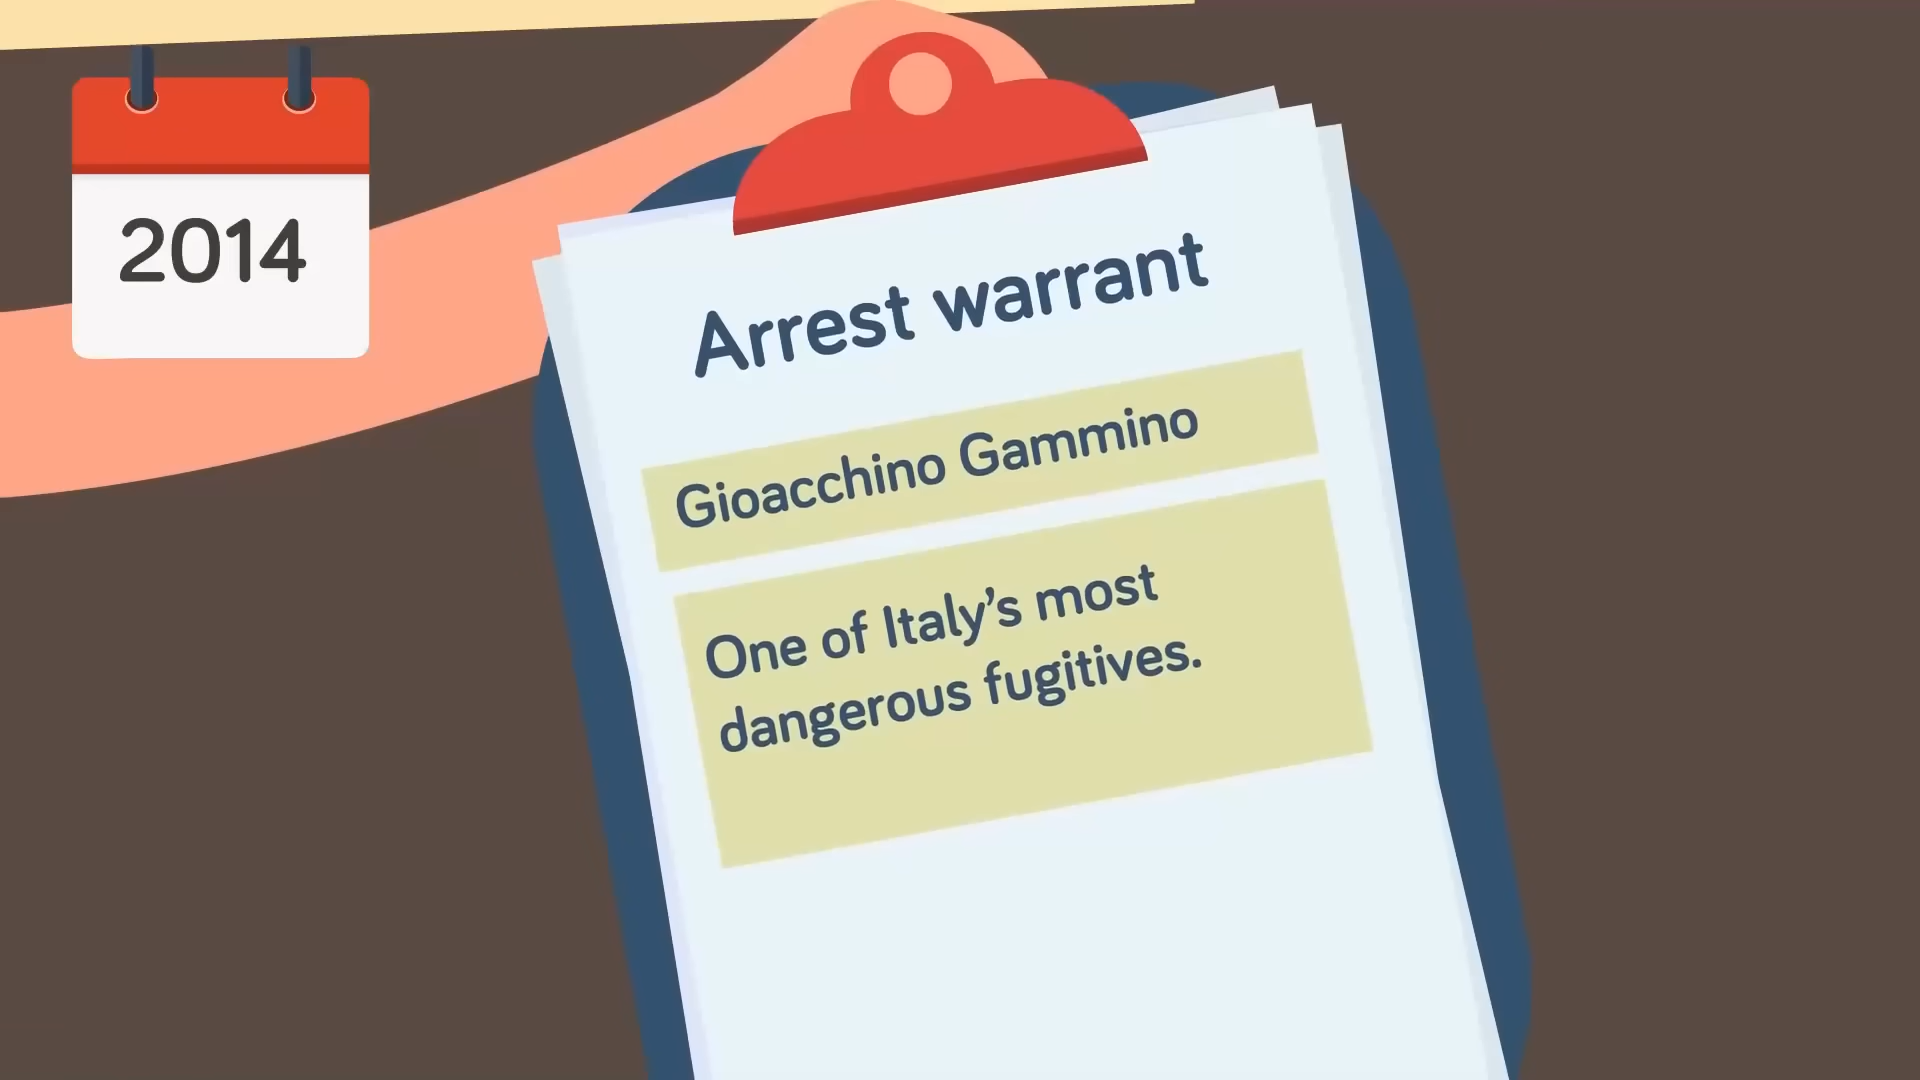 2014
Arrest warrant
Gioacchino Gammino
One of Italy’s most
dangerous fugitives.